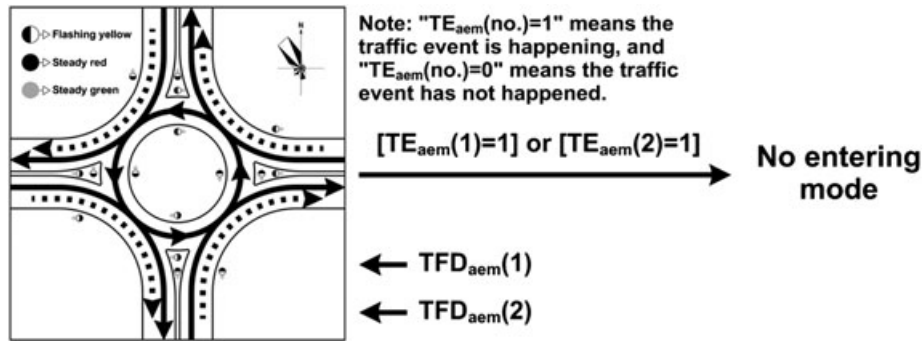 Flashing yellow
Steady red
Steady green
N
Note: "TEaem(no.)=1" means the
traffic event is happening, and
"TEaem(no.)=0" means the traffic
event has not happened.
[TEaem(1)=1] or [TEaem(2)=1]
No entering
mode
TFDaem(1)
TFDaem(2)